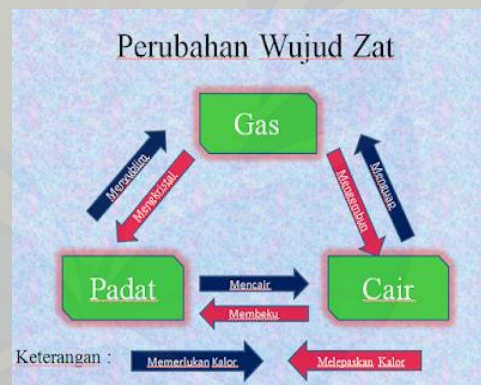 Perubahan Wujud Zat
Gas
Menyublim
Mengkristal
Mengembun
Menguap
Padat
Mencair
Membeku
Cair
Keterangan :
Memerlukan Kalor
Melepaskan Kalor